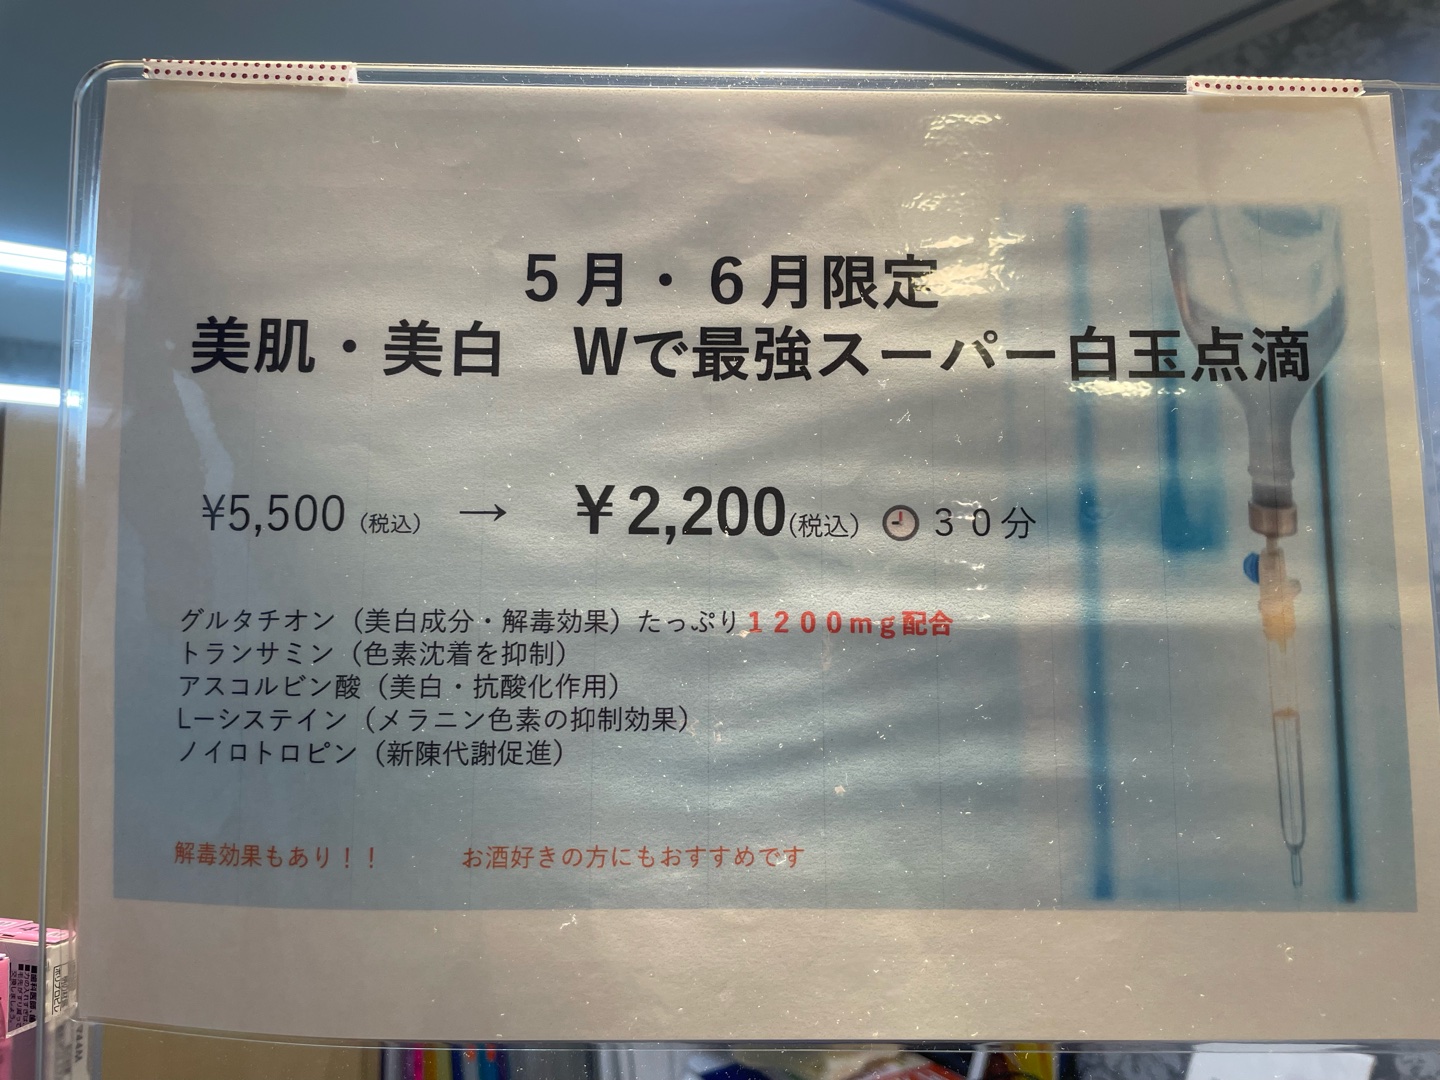 ５月・６月限定
美肌・美白　Wで最強スーパー白玉点滴
¥5,500（税込） → ￥2,200（税込） ３０分
グルタチオン（美白成分・解毒効果）たっぷり１２００ｍｇ配合
トランサミン（色素沈着を抑制）
アスコルビン酸（美白・抗酸化作用）
L－システイン（メラニン色素の抑制効果）
ノイロトロピン（新陳代謝促進）
解毒効果もあり！！　　お酒好きの方にもおすすめです